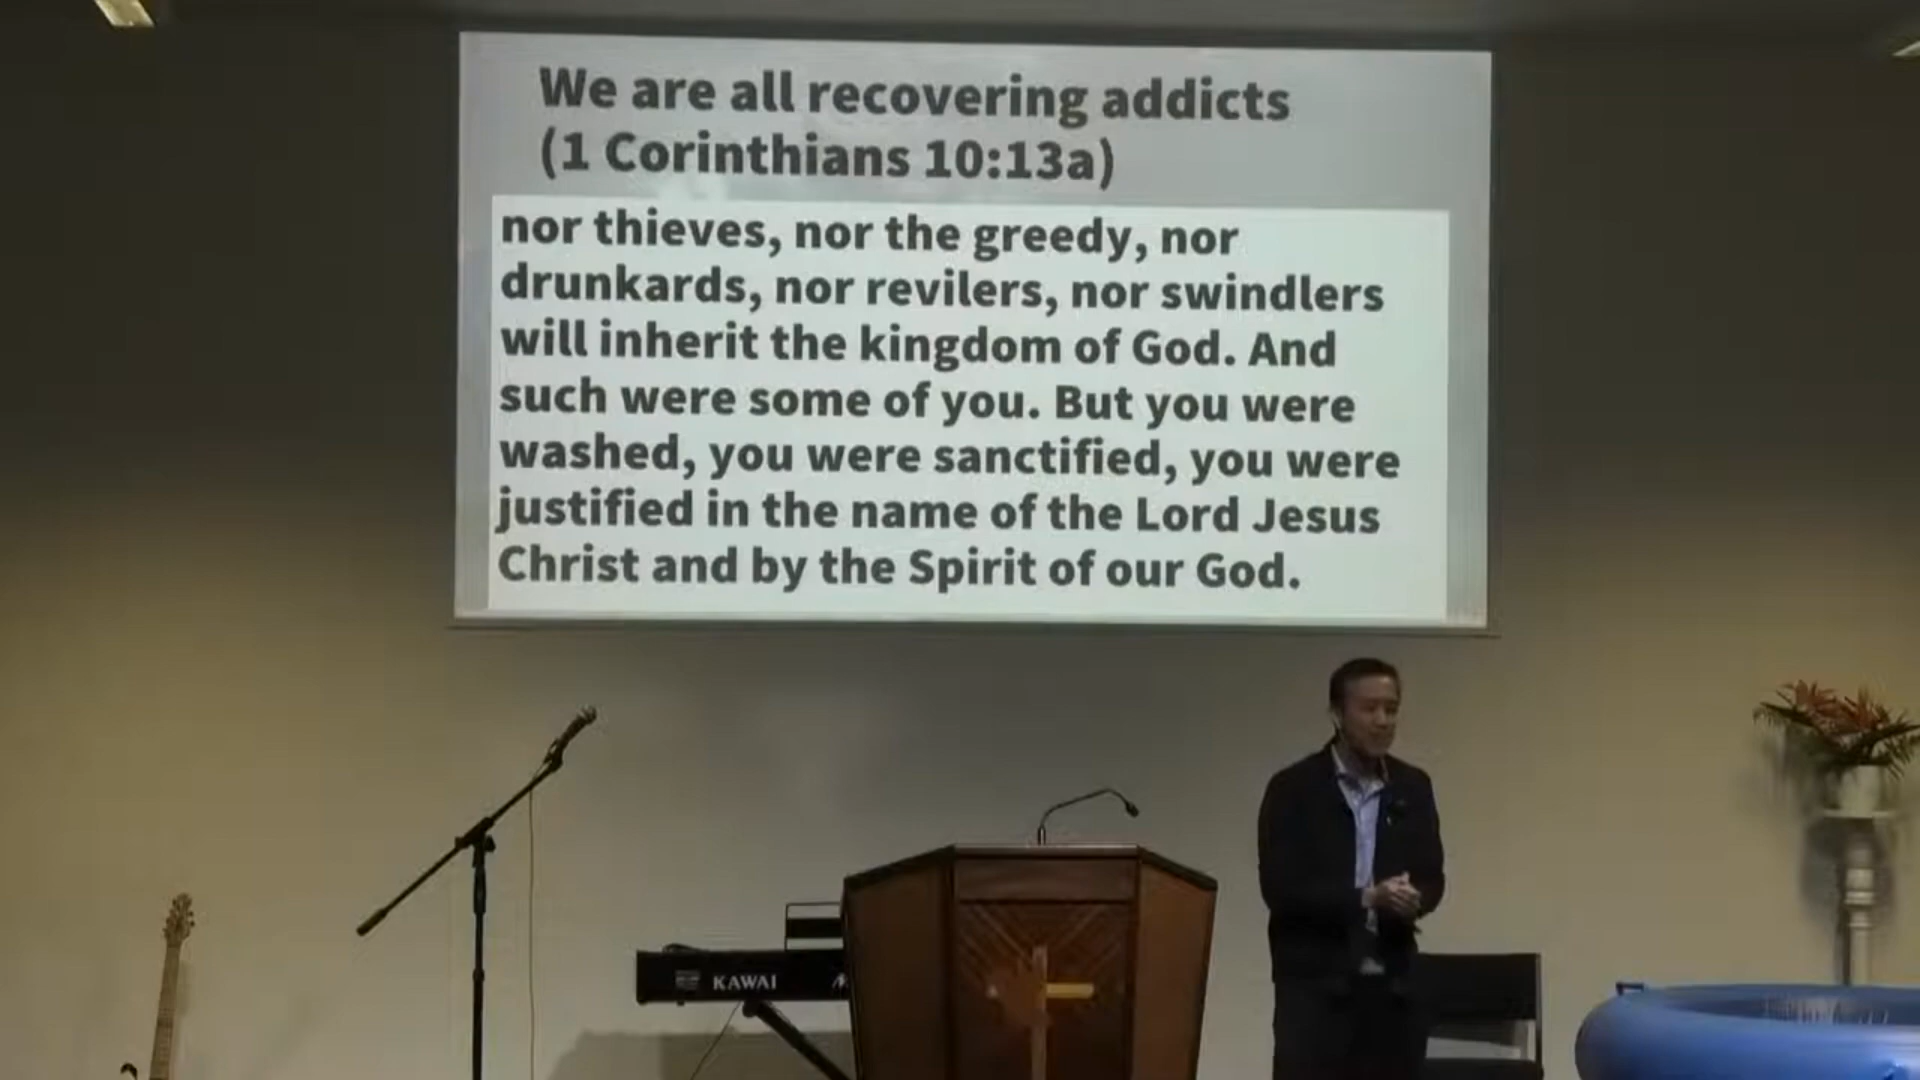 We are all recovering addicts
(1 Corinthians 10:13a)
nor thieves, nor the greedy, nor
drunkards, nor revilers, nor swindlers
will inherit the kingdom of God. And
such were some of you. But you were
washed, you were sanctified, you were
justified in the name of the Lord Jesus
Christ and by the Spirit of our God.
KAWAI